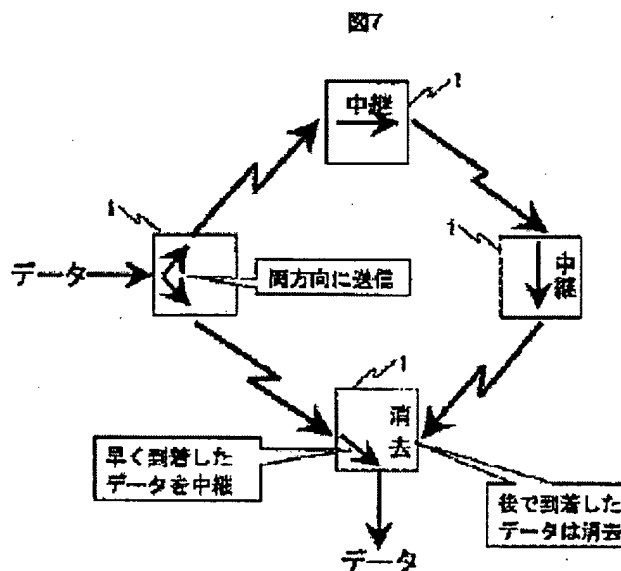 図7
中継
1
1
両方向に送信
データ
1
中継
1
消去
早く到着した
データを中継
後で到着した
データは消去
データ